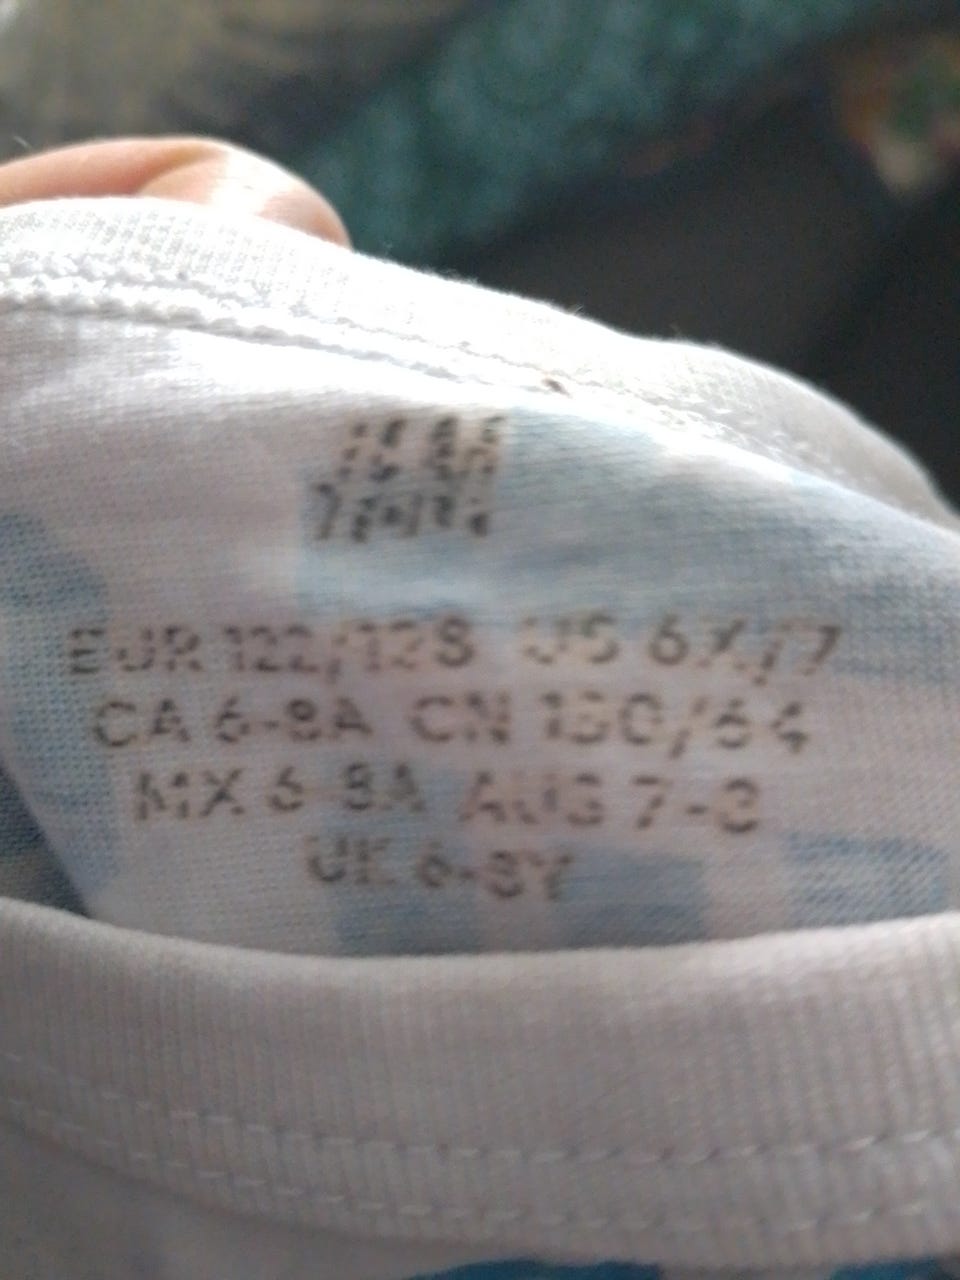 EUR 122/128 US 6X/7
CA 6-8A CN 130/64
MX 6-8A AUS 7-8
UK 6-8Y